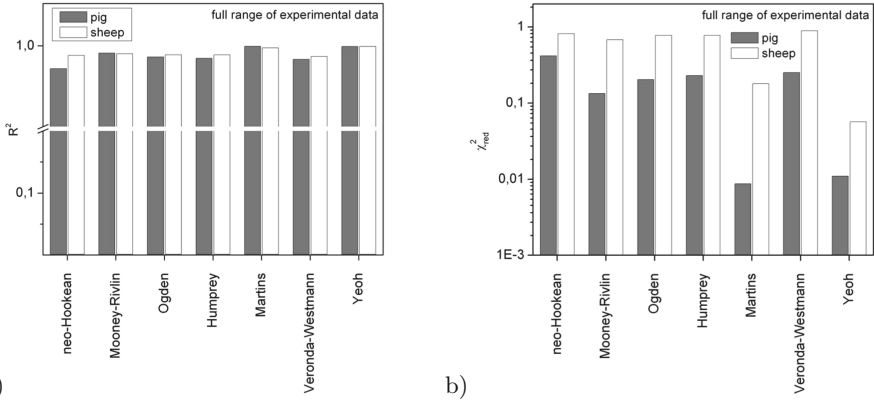 full range of experimental data
pig
sheep
1.0
R²
0,1
neo-Hookean
Mooney-Rivlin
Ogden
Humprey
Martins
Veronda-Westmann
Yeoh
)
full range of experimental data
pig
sheep
1
0,1
χ²red
0,01
1E-3
neo-Hookean
Mooney-Rivlin
Ogden
Humprey
Martins
Veronda-Westmann
Yeoh
b)